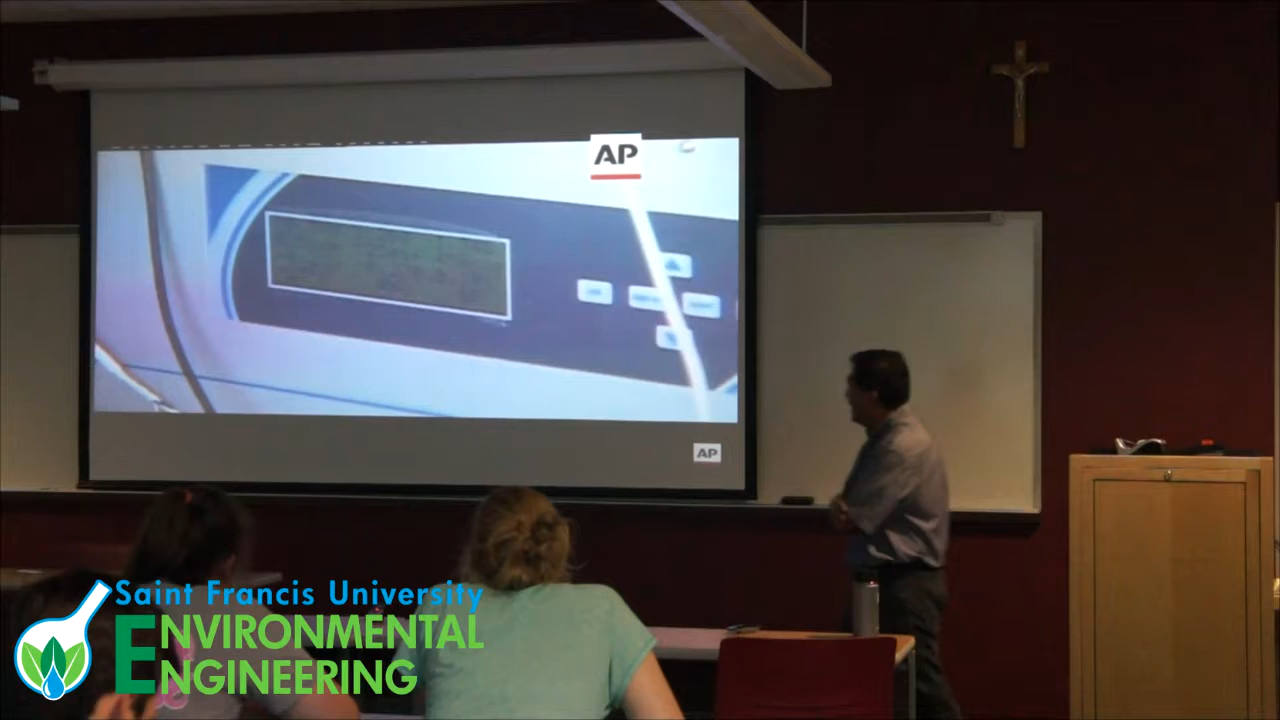 AP
AP
Saint Francis University
ENVIRONMENTAL
ENGINEERING